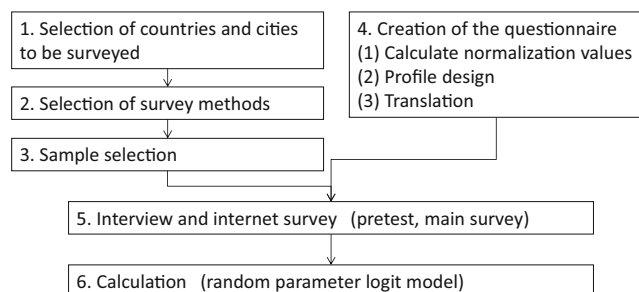 1. Selection of countries and cities
to be surveyed
2. Selection of survey methods
3. Sample selection
4. Creation of the questionnaire
(1) Calculate normalization values
(2) Profile design
(3) Translation
5. Interview and internet survey (pretest, main survey)
6. Calculation (random parameter logit model)